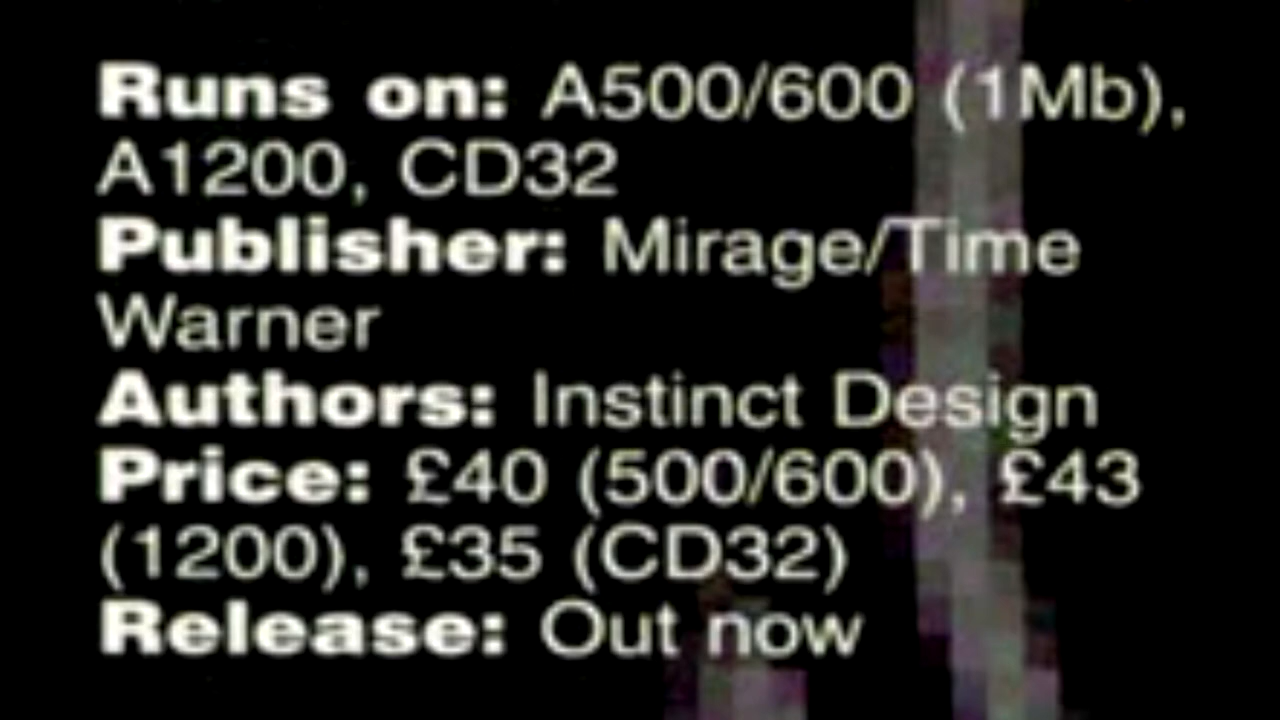 Runs on: A500/600 (1Mb),
A1200, CD32
Publisher: Mirage/Time
Warner
Authors: Instinct Design
Price: £40 (500/600), £43
(1200), £35 (CD32)
Release: Out now